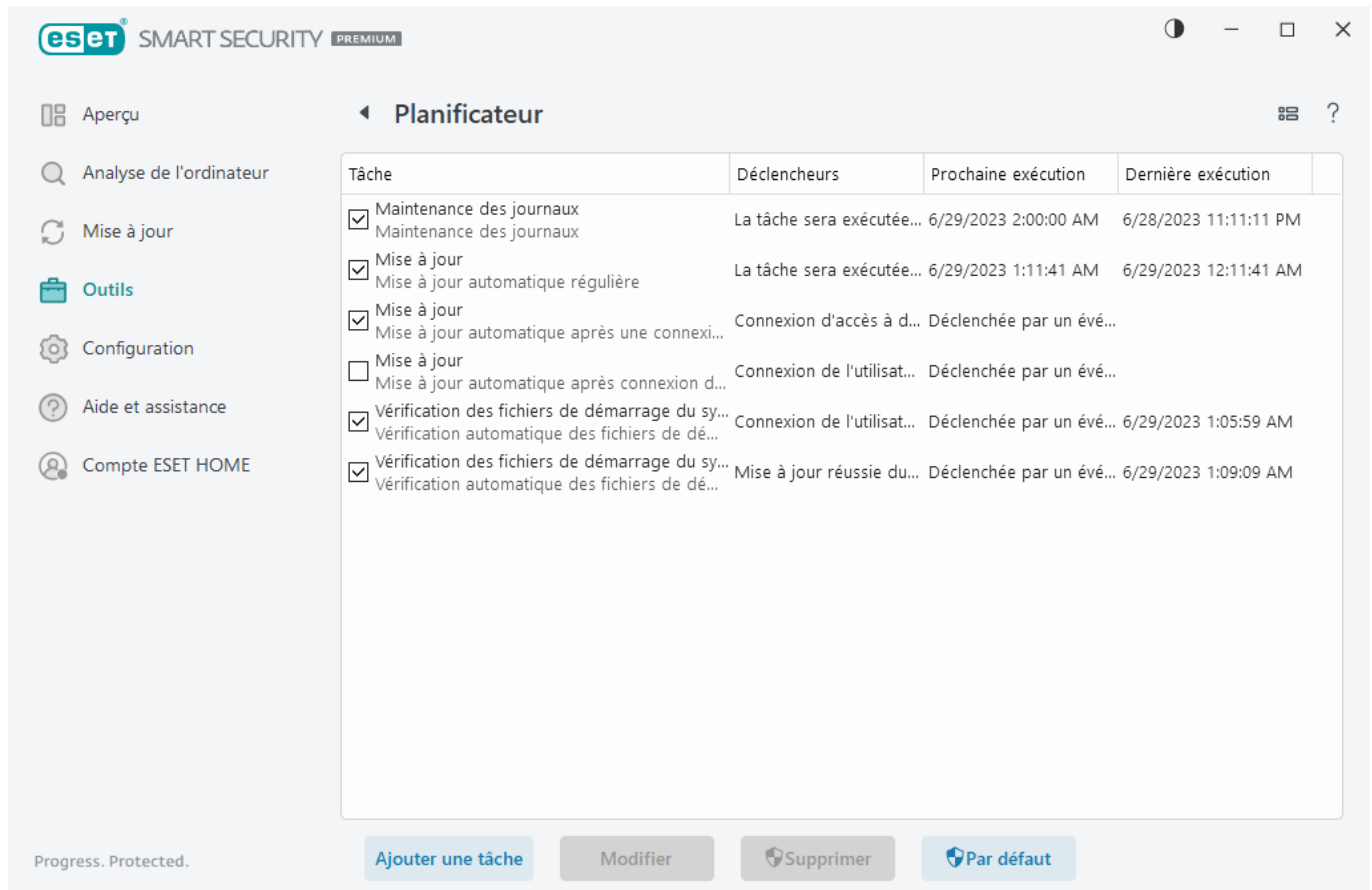 eset® SMART SECURITY PREMIUM
Aperçu
Analyse de l'ordinateur
Mise à jour
Outils
Configuration
Aide et assistance
Compte ESET HOME
Progress. Protected.
Planificateur
?
Tâche Déclencheurs Prochaine exécution Dernière exécution
Maintenance des journaux
Maintenance des journaux
La tâche sera exécutée... 6/29/2023 2:00:00 AM 6/28/2023 11:11:11 PM
Mise à jour
Mise à jour automatique régulière
La tâche sera exécutée... 6/29/2023 1:11:41 AM 6/29/2023 12:11:41 AM
Mise à jour
Mise à jour automatique après une connexi...
Connexion d'accès à d... Déclenchée par un évé...
Mise à jour
Mise à jour automatique après connexion d...
Connexion de l'utilisat... Déclenchée par un évé...
Vérification des fichiers de démarrage du sy...
Vérification automatique des fichiers de dé...
Connexion de l'utilisat... Déclenchée par un évé... 6/29/2023 1:05:59 AM
Vérification des fichiers de démarrage du sy...
Vérification automatique des fichiers de dé...
Mise à jour réussie du... Déclenchée par un évé... 6/29/2023 1:09:09 AM
Ajouter une tâche Modifier Supprimer Par défaut